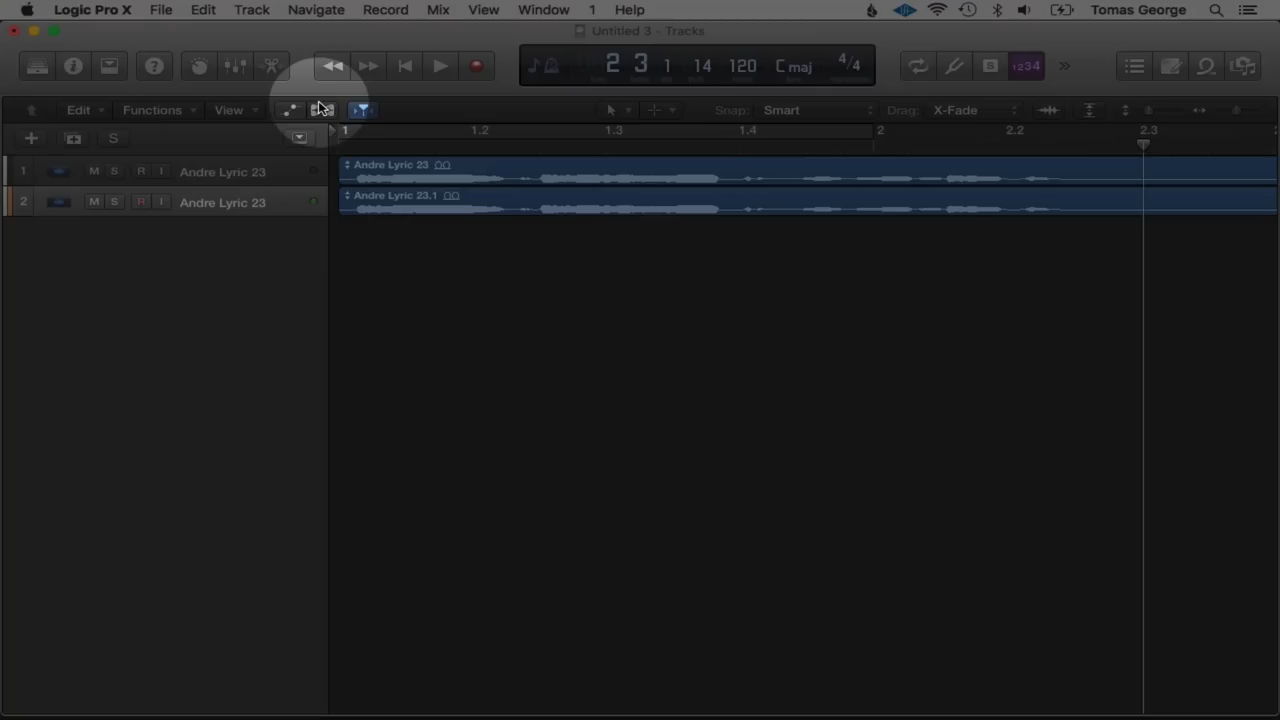 Logic Pro X File Edit Track Navigate Record Mix View Window 1 Help Tomas George
Untitled 3 - Tracks
2 3 1 14 120 C maj 4/4
S 1234
Edit Functions View Snap: Smart Drag: X-Fade
S 1 1.2 1.3 1.4 2 2.2 2.3
1 M S R I Andre Lyric 23 Andre Lyric 23
2 M S R I Andre Lyric 23 Andre Lyric 23.1